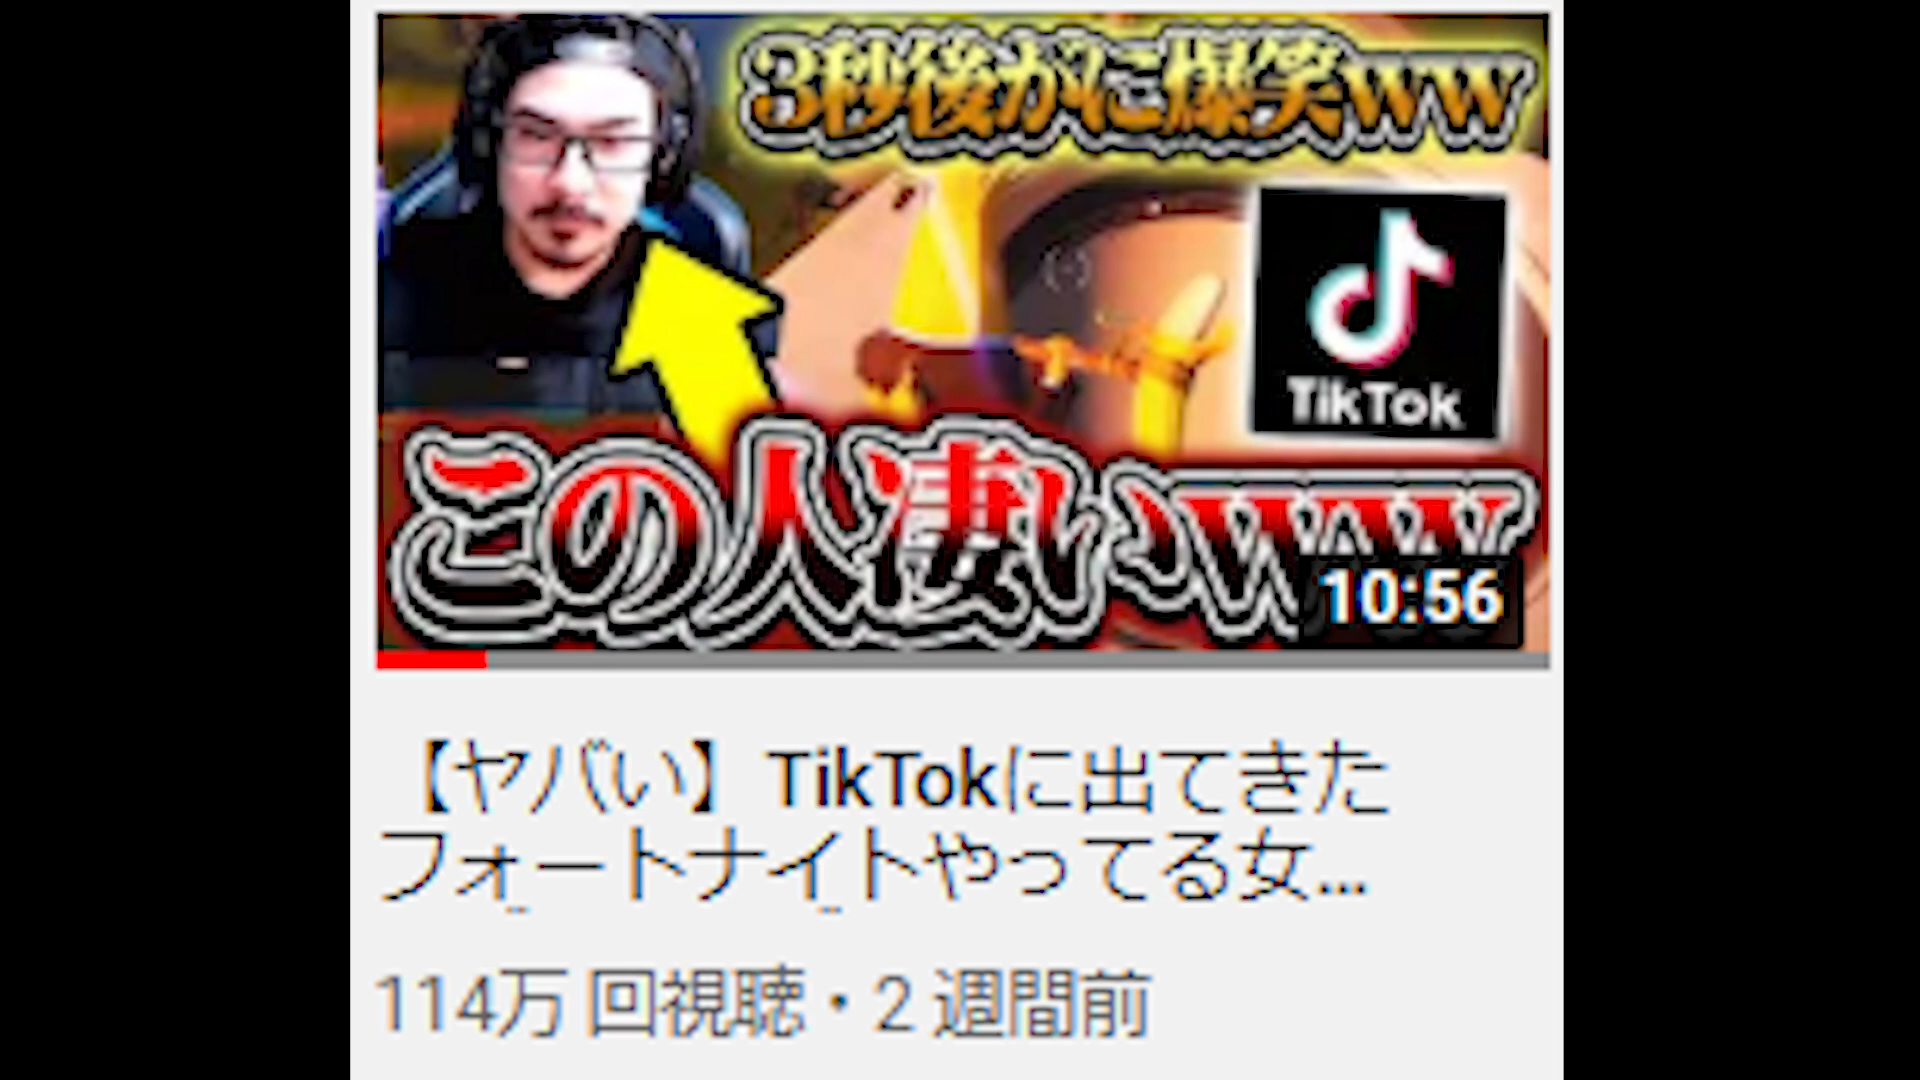 3秒後がに爆笑ww
TikTok
この人凄いww
10:56
【ヤバい】TikTokに出てきた
フォートナイトやってる女...
114万 回視聴・2 週間前